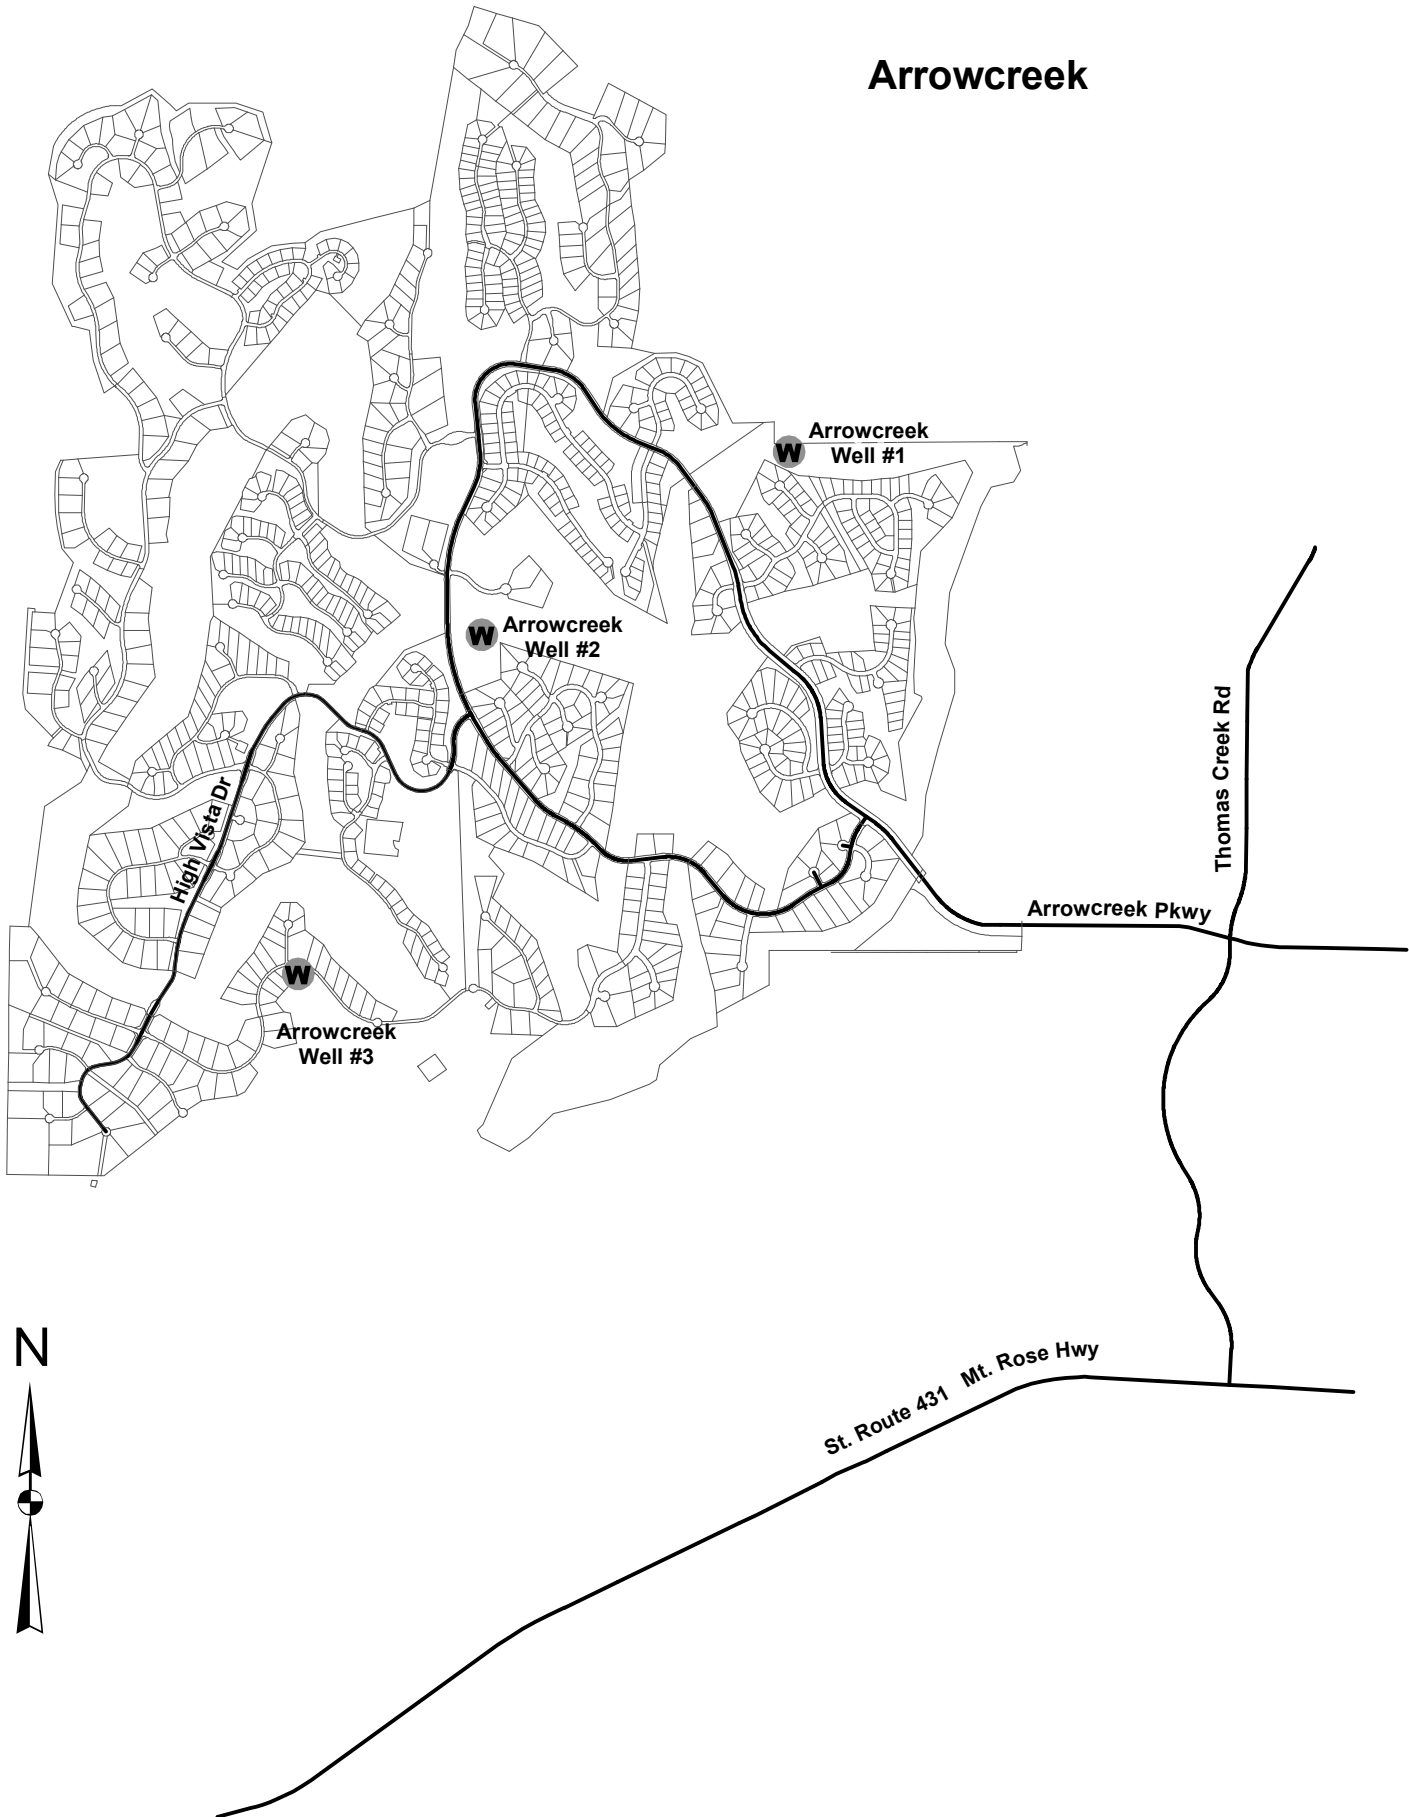 Arrowcreek
Arrowcreek
Well #1
W
W
Arrowcreek
Well #2
Thomas Creek Rd
High Vista Dr
Arrowcreek Pkwy
W
Arrowcreek
Well #3
N
St. Route 431 Mt. Rose Hwy